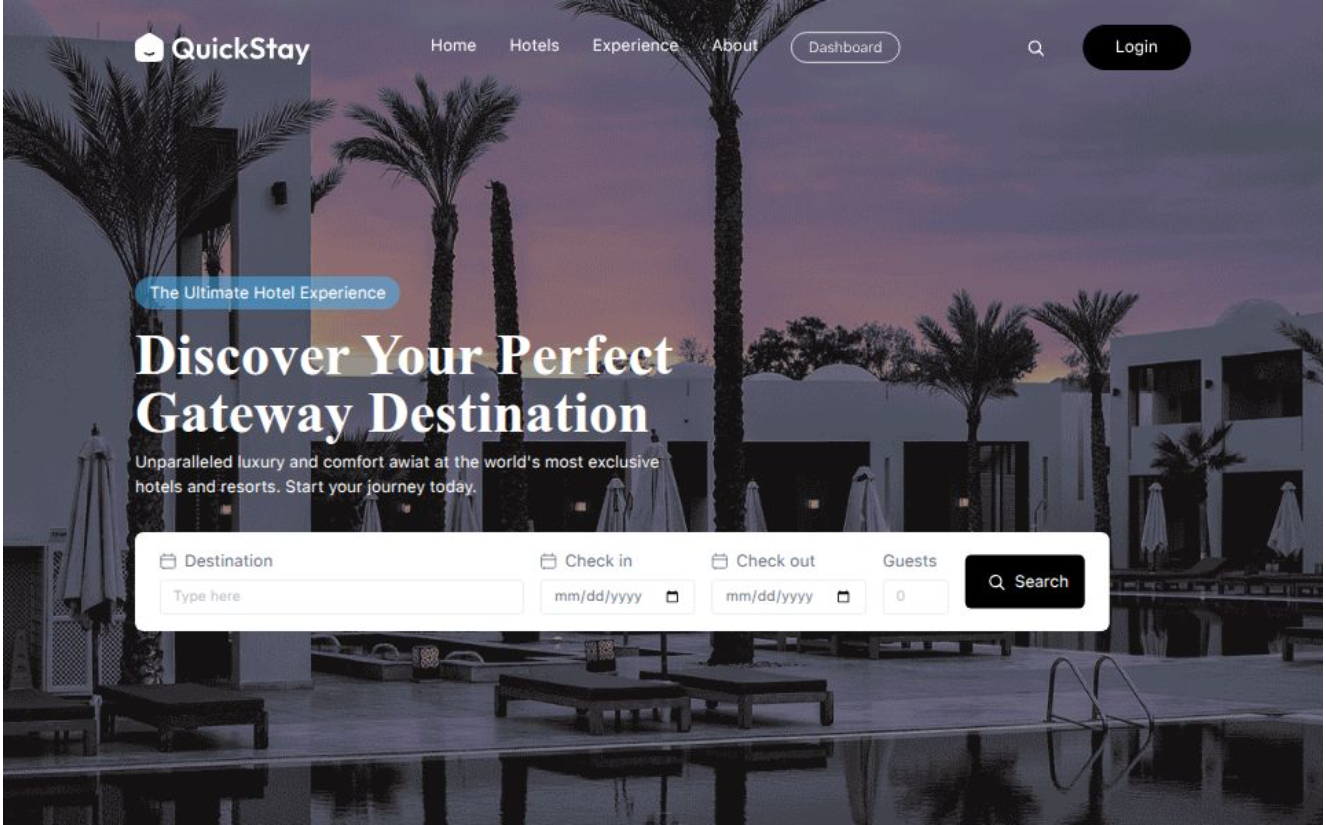 QuickStay
Home Hotels Experience About Dashboard
Login
The Ultimate Hotel Experience
Discover Your Perfect
Gateway Destination
Unparalleled luxury and comfort awiat at the world's most exclusive
hotels and resorts. Start your journey today.
Destination Check in Check out Guests
Type here mm/dd/yyyy mm/dd/yyyy 0
Search